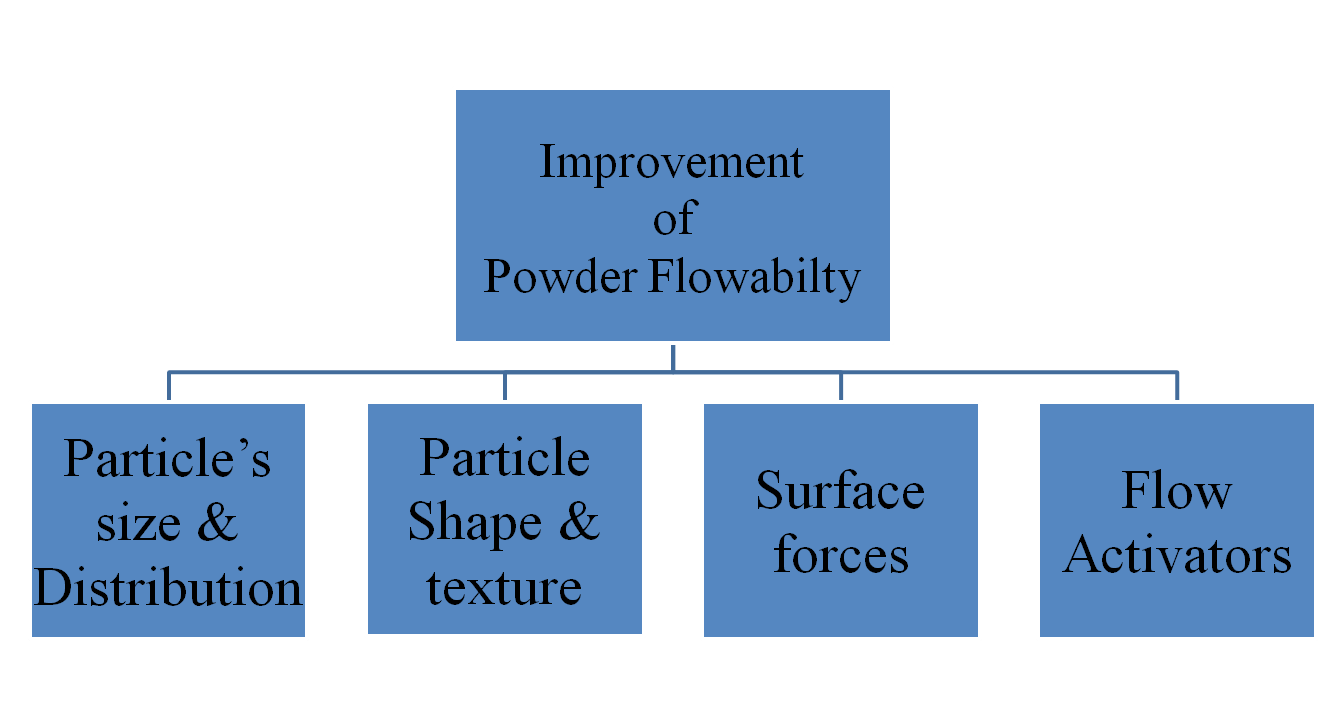 Improvement
of
Powder Flowabilty
Particle’s
size &
Distribution
Particle
Shape &
texture
Surface
forces
Flow
Activators